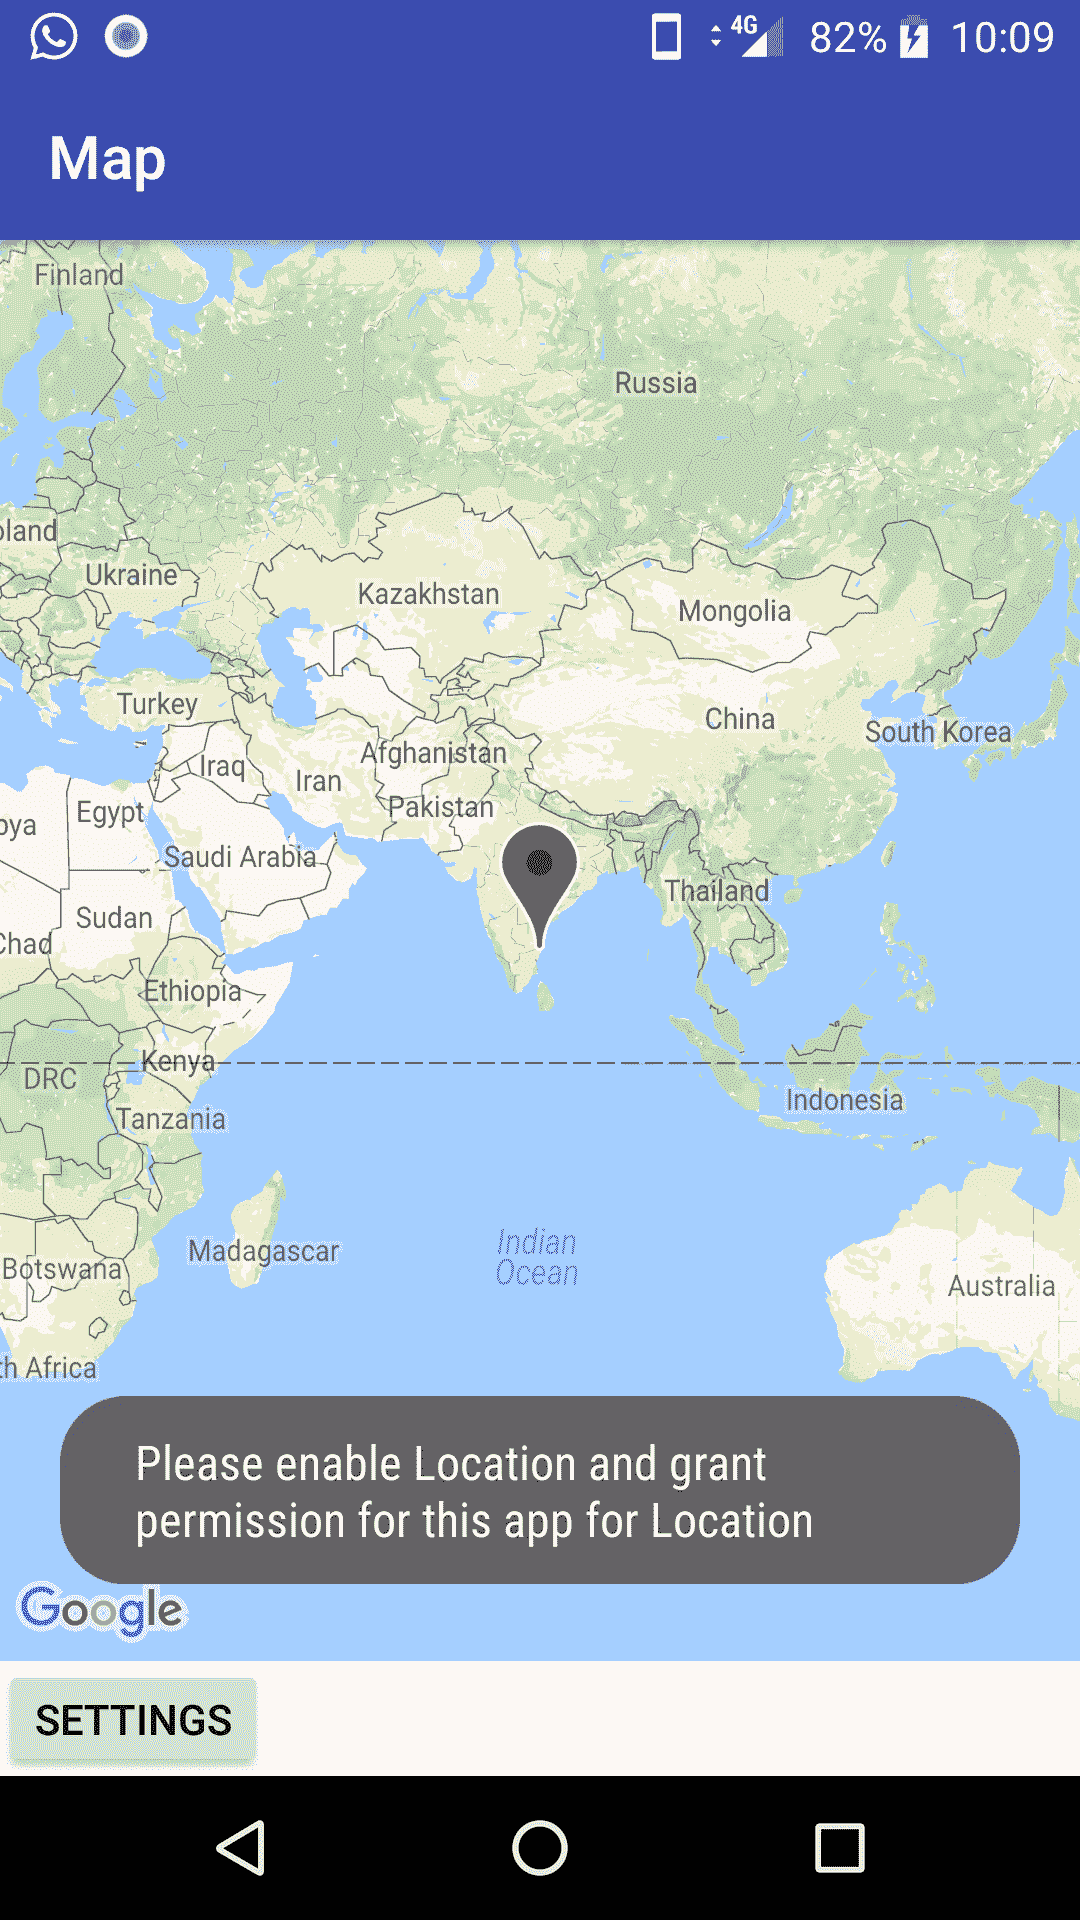 4G 82% 10:09
Map
Finland
Russia
oland
Ukraine
Kazakhstan
Mongolia
Turkey
China
South Korea
Afghanistan
Iraq
Iran
Pakistan
Egypt
bya
Saudi Arabia
Thailand
Sudan
Chad
Ethiopia
Kenya
DRC
Indonesia
Tanzania
Indian
Ocean
Madagascar
Botswana
Australia
th Africa
Please enable Location and grant
permission for this app for Location
Google
SETTINGS